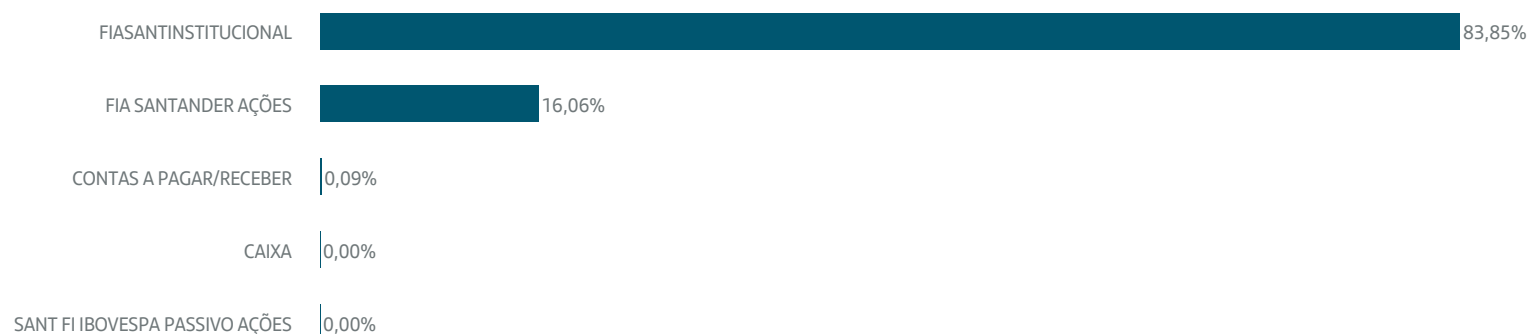 FIASANTINSTITUCIONAL 83,85%
FIA SANTANDER AÇÕES 16,06%
CONTAS A PAGAR/RECEBER 0,09%
CAIXA 0,00%
SANT FI IBOVESPA PASSIVO AÇÕES 0,00%